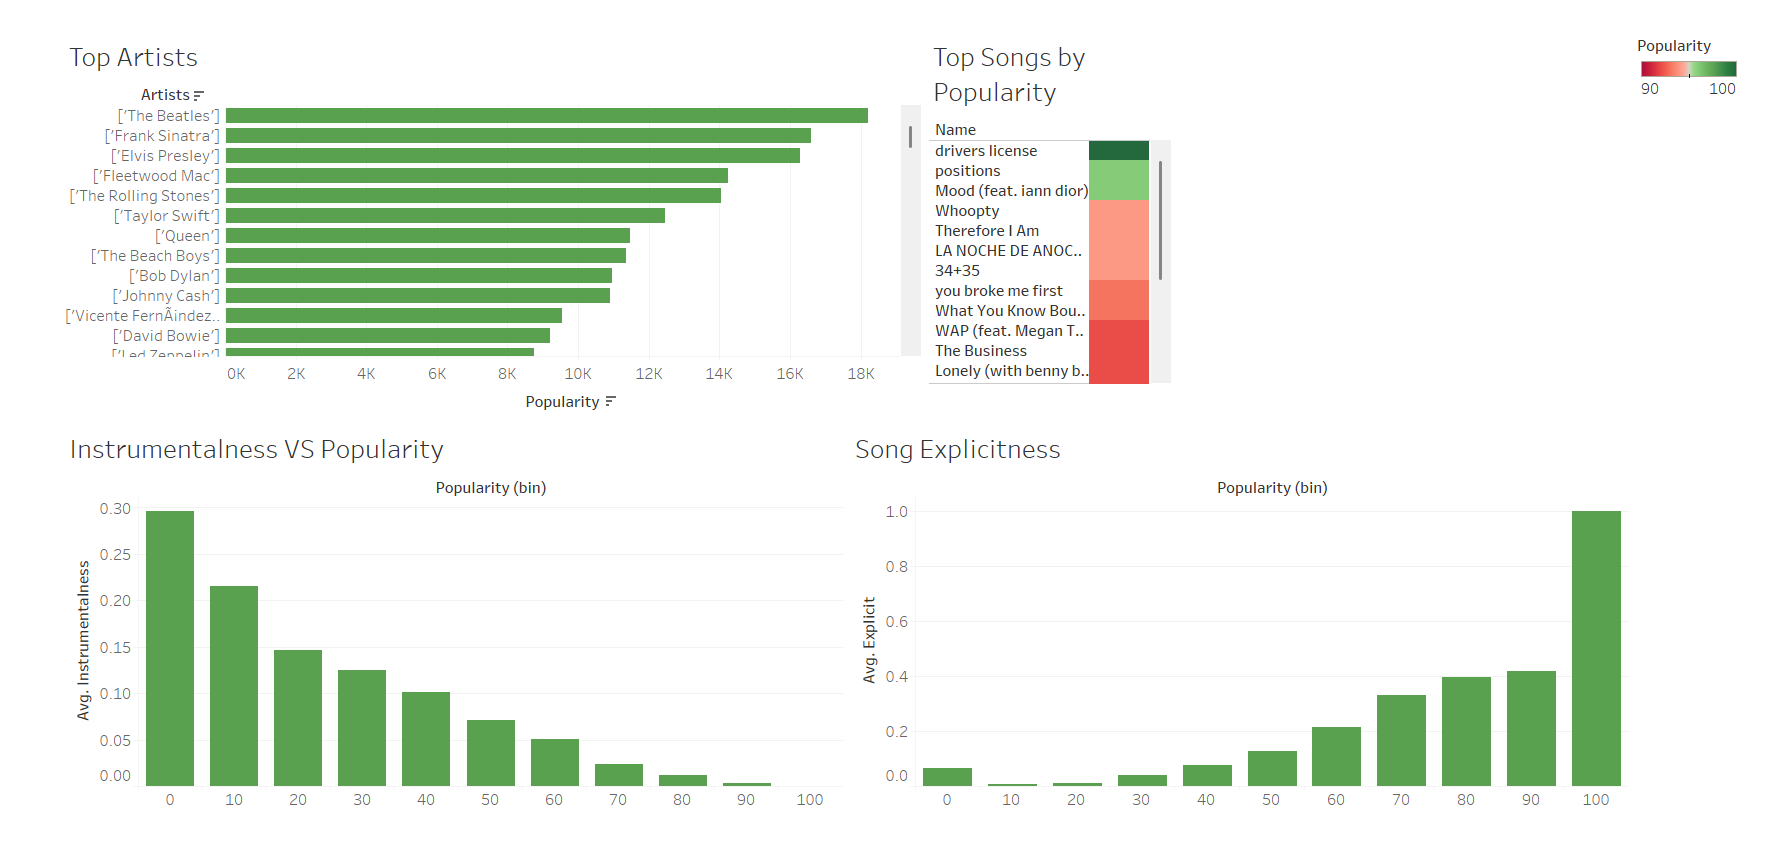 Top Artists
Artists
['The Beatles']
['Frank Sinatra']
['Elvis Presley']
['Fleetwood Mac']
['The Rolling Stones']
['Taylor Swift']
['Queen']
['The Beach Boys']
['Bob Dylan']
['Johnny Cash']
['Vicente FernÃindez..
['David Bowie']
['Led Zeppelin']
0K 2K 4K 6K 8K 10K 12K 14K 16K 18K
Popularity
Top Songs by
Popularity
Name
drivers license
positions
Mood (feat. iann dior)
Whoopty
Therefore I Am
LA NOCHE DE ANOC..
34+35
you broke me first
What You Know Bou..
WAP (feat. Megan T..
The Business
Lonely (with benny b..
Popularity
90 100
Instrumentalness VS Popularity
Popularity (bin)
Avg. Instrumentalness
0.30
0.25
0.20
0.15
0.10
0.05
0.00
0 10 20 30 40 50 60 70 80 90 100
Song Explicitness
Popularity (bin)
Avg. Explicit
1.0
0.8
0.6
0.4
0.2
0.0
0 10 20 30 40 50 60 70 80 90 100